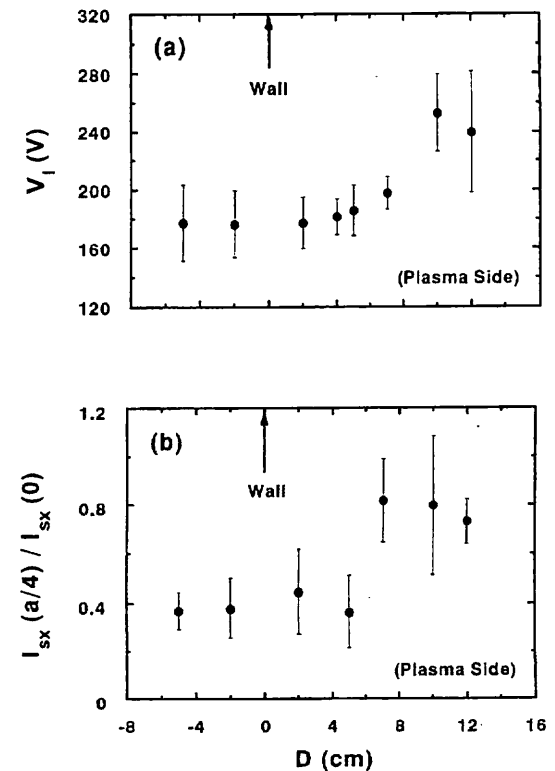 320
280
240
200
160
120
V_l (V)
(a)
Wall
(Plasma Side)
1.2
0.8
0.4
0
I_sx (a/4) / I_sx (0)
(b)
Wall
(Plasma Side)
-8 -4 0 4 8 12 16
D (cm)